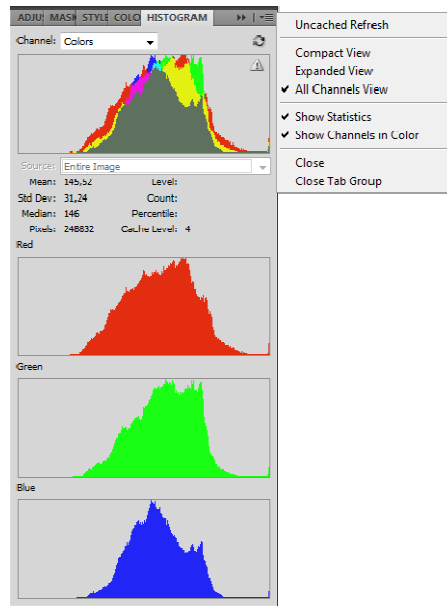 ADJUS MASK STYLE COLO HISTOGRAM
Channel: Colors
Source: Entire Image
Mean: 145,52 Level:
Std Dev: 31,24 Count:
Median: 146 Percentile:
Pixels: 248832 Cache Level: 4
Red
Green
Blue
Uncached Refresh
Compact View
Expanded View
All Channels View
Show Statistics
Show Channels in Color
Close
Close Tab Group